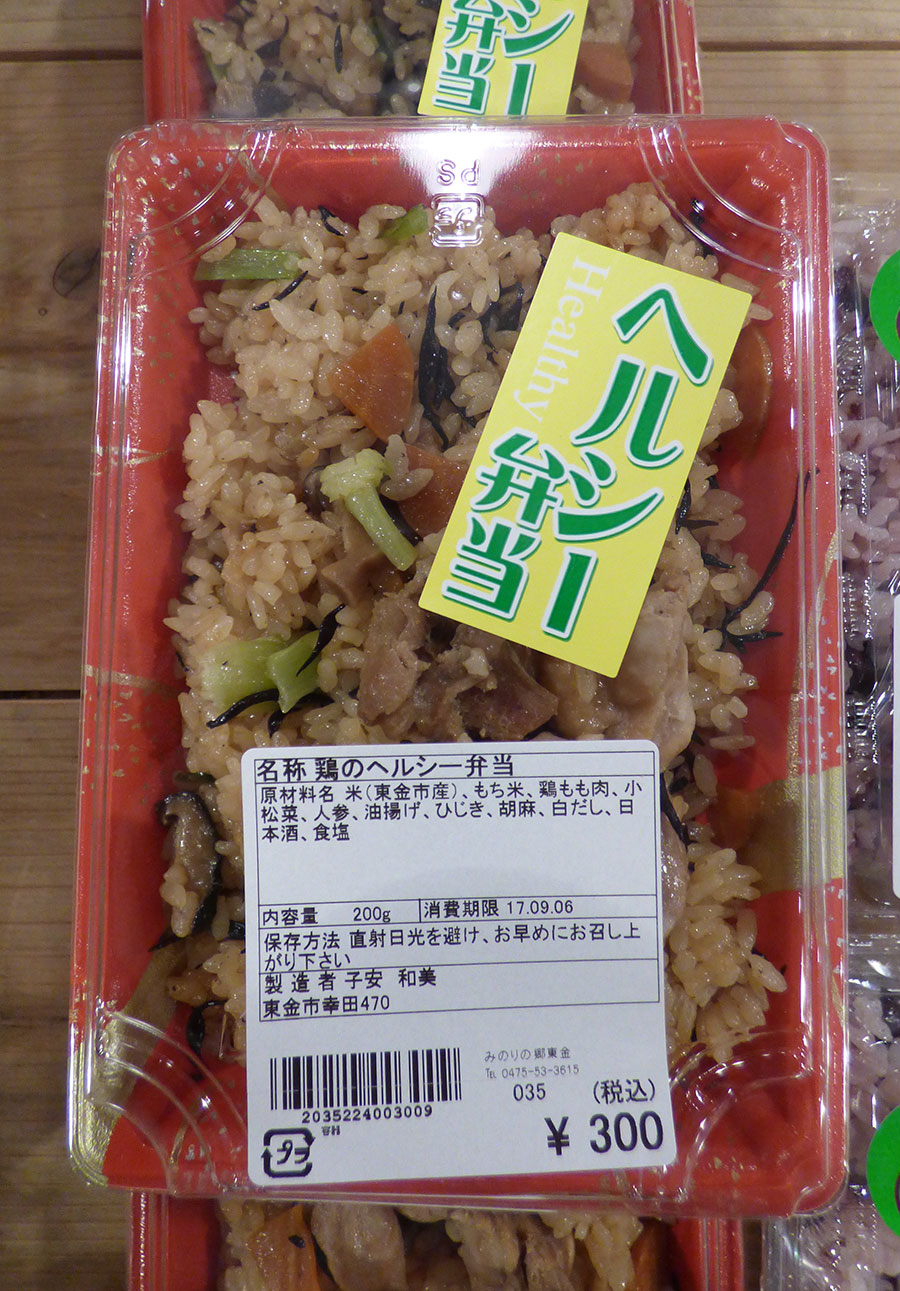 シー
弁当
PS
Healthy
ヘルシー
弁当
名称 鶏のヘルシー弁当
原材料名 米(東金市産)、もち米、鶏もも肉、小
松菜、人参、油揚げ、ひじき、胡麻、白だし、日
本酒、食塩
内容量 200g 消費期限 17.09.06
保存方法 直射日光を避け、お早めにお召し上
がり下さい
製造者 子安 和美
東金市幸田470
みのりの郷東金
TEL 0475-53-3615
035 (税込)
2035224003009
容器
プラ
¥ 300